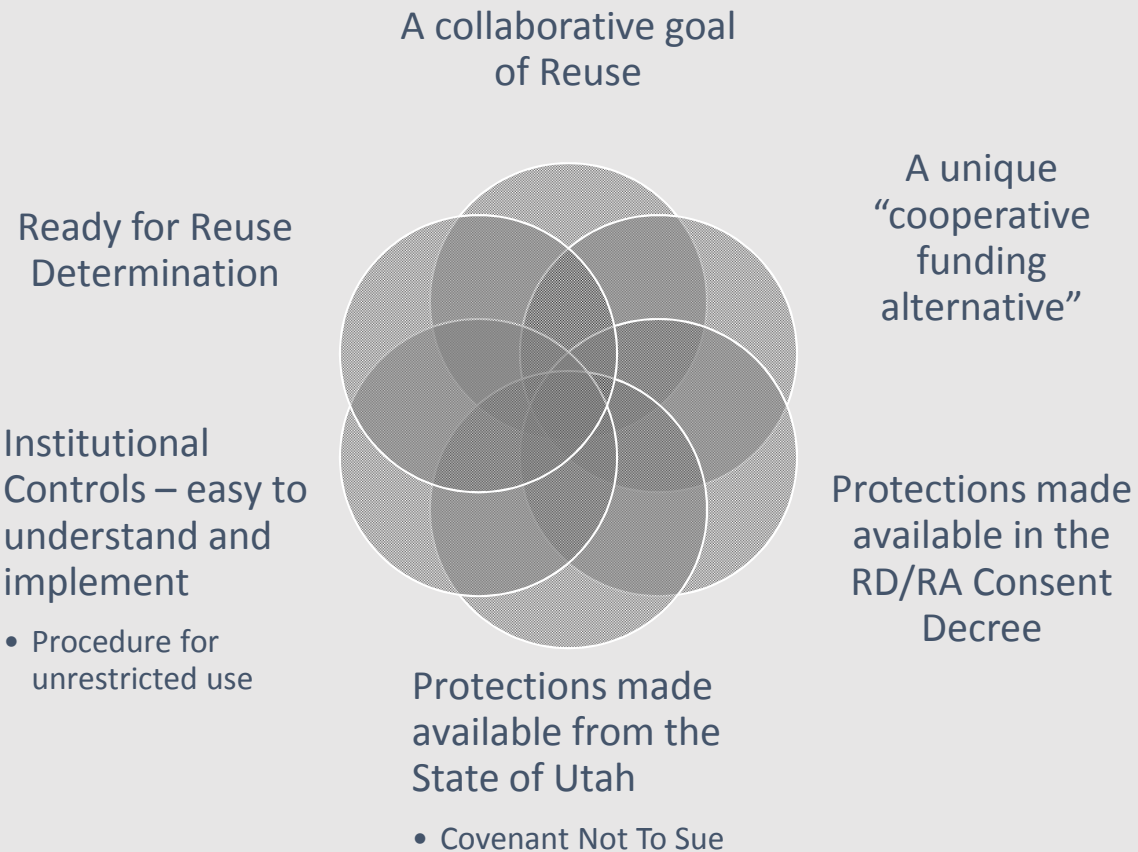 A collaborative goal
of Reuse
A unique
“cooperative
funding
alternative”
Protections made
available in the
RD/RA Consent
Decree
Protections made
available from the
State of Utah
• Covenant Not To Sue
Institutional
Controls – easy to
understand and
implement
• Procedure for
unrestricted use
Ready for Reuse
Determination